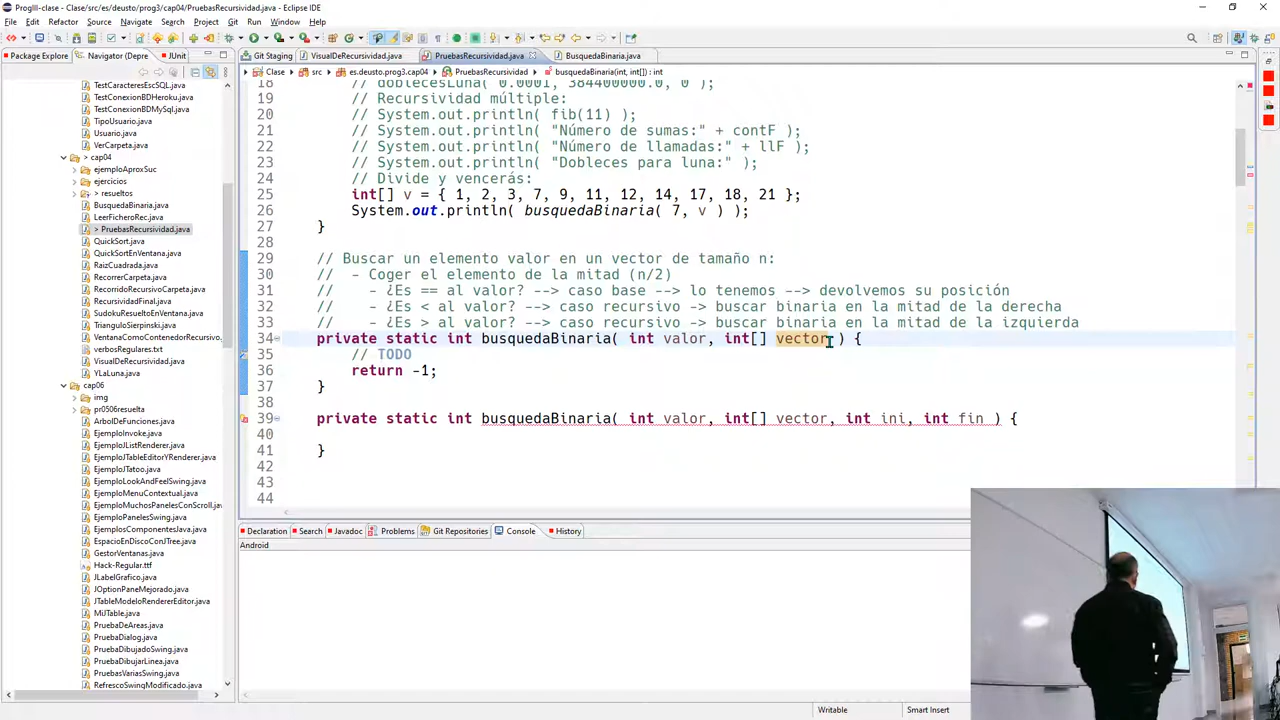 ProgIII-clase - Clase/src/es/deusto/prog3/cap04/PruebasRecursividad.java - Eclipse IDE
File Edit Refactor Source Navigate Search Project Git Run Window Help
Package Explore
Navigator (Depre
JUnit
Git Staging
VisualDeRecursividad.java
PruebasRecursividad.java
BusquedaBinaria.java
Clase
src
es.deusto.prog3.cap04
PruebasRecursividad
busquedaBinaria(int, int[]) : int
TestCaracteresEscSQL.java
TestConexionBDHeroku.java
TestConexionBDMySql.java
TipoUsuario.java
Usuario.java
VerCarpeta.java
> cap04
ejemploAproxSuc
ejercicios
> resueltos
BusquedaBinaria.java
LeerFicheroRec.java
> PruebasRecursividad.java
QuickSort.java
QuickSortEnVentana.java
RaizCuadrada.java
RecorrerCarpeta.java
RecorridoRecursivoCarpeta.java
RecursividadFinal.java
SudokuResueltoEnVentana.java
TrianguloSierpinski.java
VentanaComoContenedorRecursivo.
verbosRegulares.txt
VisualDeRecursividad.java
YLaLuna.java
cap06
img
pr0506resuelta
ArbolDeFunciones.java
EjemploInvoke.java
EjemploJListRenderer.java
EjemploJTableEditorYRenderer.java
EjemploJTatoo.java
EjemploLookAndFeelSwing.java
EjemploMenuContextual.java
EjemploMuchosPanelesConScroll.java
EjemploPanelesSwing.java
EjemplosComponentesJava.java
EspacioEnDiscoConJTree.java
GestorVentanas.java
Hack-Regular.ttf
JLabelGrafico.java
JOptionPaneMejorado.java
JTableModeloRendererEditor.java
MiJTable.java
PruebaDeAreas.java
PruebaDialog.java
PruebaDibujadoSwing.java
PruebaDibujarLinea.java
PruebasVariasSwing.java
RefrescoSwingModificado.java
18 // doblecesLuna( 0.0001, 384400000.0, 0 );
19 // Recursividad múltiple:
20 // System.out.println( fib(11) );
21 // System.out.println( "Número de sumas:" + contF );
22 // System.out.println( "Número de llamadas:" + llF );
23 // System.out.println( "Dobleces para luna:" );
24 // Divide y vencerás:
25 int[] v = { 1, 2, 3, 7, 9, 11, 12, 14, 17, 18, 21 };
26 System.out.println( busquedaBinaria( 7, v ) );
27 }
28
29 // Buscar un elemento valor en un vector de tamaño n:
30 //  - Coger el elemento de la mitad (n/2)
31 //    - ¿Es == al valor? --> caso base --> lo tenemos --> devolvemos su posición
32 //    - ¿Es < al valor? --> caso recursivo -> buscar binaria en la mitad de la derecha
33 //    - ¿Es > al valor? --> caso recursivo -> buscar binaria en la mitad de la izquierda
34 private static int busquedaBinaria( int valor, int[] vector ) {
35 // TODO
36 return -1;
37 }
38
39 private static int busquedaBinaria( int valor, int[] vector, int ini, int fin ) {
40
41 }
42
43
44
Declaration
Search
Javadoc
Problems
Git Repositories
Console
History
Android
Writable
Smart Insert